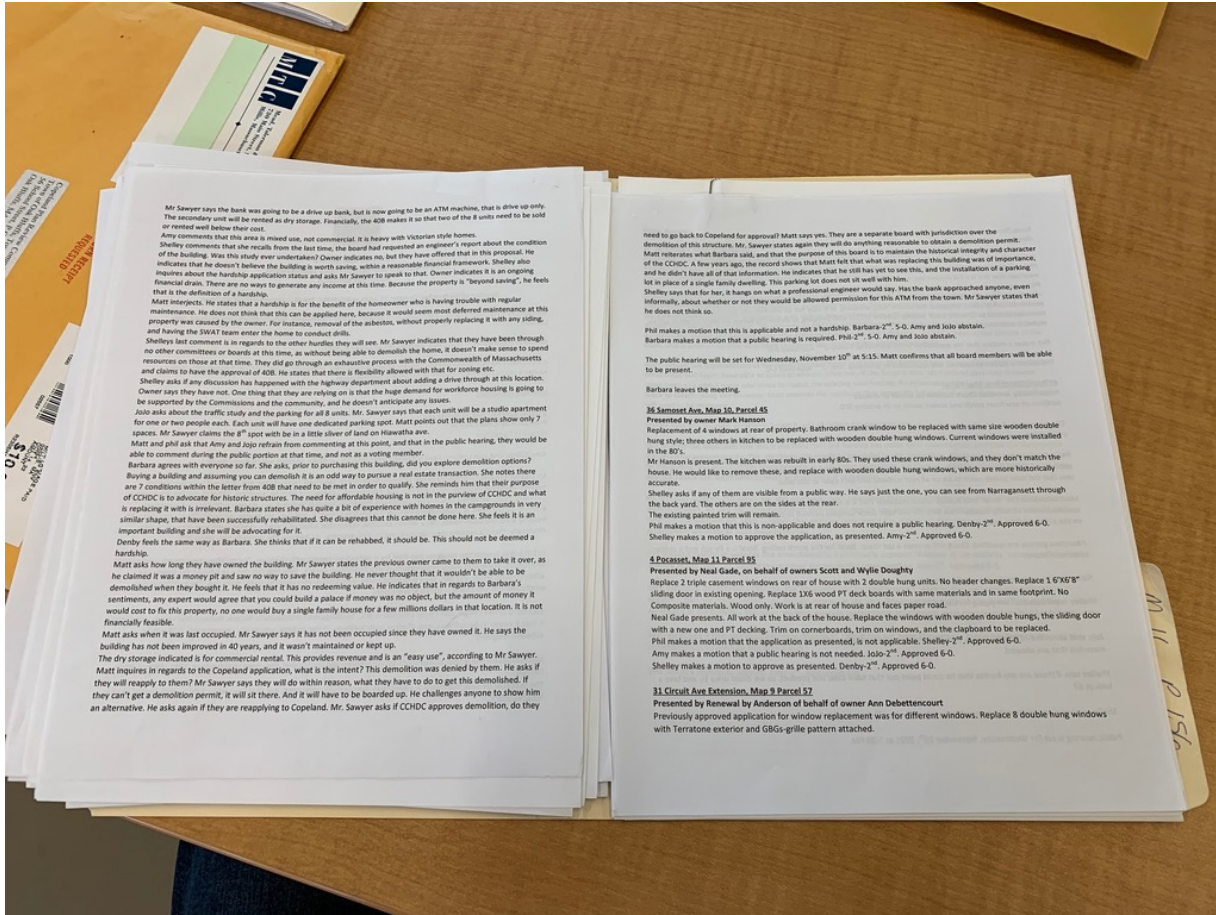 MTC
Mead, Talerman &
730 Main Street,
Millis, Massachusetts
Copeland Plan Review
Town of Oak Bluffs
56 School Street
Oak Bluffs, MA
RETURN RECEIPT
REQUESTED
Mr Sawyer says the bank was going to be a drive up bank, but is now going to be an ATM machine, that is drive up only.
The secondary unit will be rented as dry storage. Financially, the 40B makes it so that two of the 8 units need to be sold
or rented well below their cost.
Amy comments that this area is mixed use, not commercial. It is heavy with Victorian style homes.
Shelley comments that she recalls from the last time, the board had requested an engineer's report about the condition
of the building. Was this study ever undertaken? Owner indicates no, but they have offered that in this proposal. He
indicates that he doesn't believe the building is worth saving, within a reasonable financial framework. Shelley also
inquires about the hardship application status and asks Mr Sawyer to speak to that. Owner indicates it is an ongoing
financial drain. There are no ways to generate any income at this time. Because the property is "beyond saving", he feels
that is the definition of a hardship.
Matt interjects. He states that a hardship is for the benefit of the homeowner who is having trouble with regular
maintenance. He does not think that this can be applied here, because it would seem most deferred maintenance at this
property was caused by the owner. For instance, removal of the asbestos, without properly replacing it with any siding,
and having the SWAT team enter the home to conduct drills.
Shelleys last comment is in regards to the other hurdles they will see. Mr Sawyer indicates that they have been through
no other committees or boards at this time, as without being able to demolish the home, it doesn't make sense to spend
resources on those at that time. They did go through an exhaustive process with the Commonwealth of Massachusetts
and claims to have the approval of 40B. He states that there is flexibility allowed with that for zoning etc.
Shelley asks if any discussion has happened with the highway department about adding a drive through at this location.
Owner says they have not. One thing that they are relying on is that the huge demand for workforce housing is going to
be supported by the Commissions and the community, and he doesn't anticipate any issues.
JoJo asks about the traffic study and the parking for all 8 units. Mr. Sawyer says that each unit will be a studio apartment
for one or two people each. Each unit will have one dedicated parking spot. Matt points out that the plans show only 7
spaces. Mr Sawyer claims the 8th spot with be in a little sliver of land on Hiawatha ave.
Matt and phil ask that Amy and Jojo refrain from commenting at this point, and that in the public hearing, they would be
able to comment during the public portion at that time, and not as a voting member.
Barbara agrees with everyone so far. She asks, prior to purchasing this building, did you explore demolition options?
Buying a building and assuming you can demolish it is an odd way to pursue a real estate transaction. She notes there
are 7 conditions within the letter from 40B that need to be met in order to qualify. She reminds him that their purpose
of CCHDC is to advocate for historic structures. The need for affordable housing is not in the purview of CCHDC and what
is replacing it with is irrelevant. Barbara states she has quite a bit of experience with homes in the campgrounds in very
similar shape, that have been successfully rehabilitated. She disagrees that this cannot be done here. She feels it is an
important building and she will be advocating for it.
Denby feels the same way as Barbara. She thinks that if it can be rehabbed, it should be. This should not be deemed a
hardship.
Matt asks how long they have owned the building. Mr Sawyer states the previous owner came to them to take it over, as
he claimed it was a money pit and saw no way to save the building. He never thought that it wouldn't be able to be
demolished when they bought it. He feels that it has no redeeming value. He indicates that in regards to Barbara's
sentiments, any expert would agree that you could build a palace if money was no object, but the amount of money it
would cost to fix this property, no one would buy a single family house for a few millions dollars in that location. It is not
financially feasible.
Matt asks when it was last occupied. Mr Sawyer says it has not been occupied since they have owned it. He says the
building has not been improved in 40 years, and it wasn't maintained or kept up.
The dry storage indicated is for commercial rental. This provides revenue and is an "easy use", according to Mr Sawyer.
Matt inquires in regards to the Copeland application, what is the intent? This demolition was denied by them. He asks if
they will reapply to them? Mr Sawyer says they will do within reason, what they have to do to get this demolished. If
they can't get a demolition permit, it will sit there. And it will have to be boarded up. He challenges anyone to show him
an alternative. He asks again if they are reapplying to Copeland. Mr. Sawyer asks if CCHDC approves demolition, do they
need to go back to Copeland for approval? Matt says yes. They are a separate board with jurisdiction over the
demolition of this structure. Mr. Sawyer states again they will do anything reasonable to obtain a demolition permit.
Matt reiterates what Barbara said, and that the purpose of this board is to maintain the historical integrity and character
of the CCHDC. A few years ago, the record shows that Matt felt that what was replacing this building was of importance,
and he didn't have all of that information. He indicates that he still has yet to see this, and the installation of a parking
lot in place of a single family dwelling. This parking lot does not sit well with him.
Shelley says that for her, it hangs on what a professional engineer would say. Has the bank approached anyone, even
informally, about whether or not they would be allowed permission for this ATM from the town. Mr Sawyer states that
he does not think so.
Phil makes a motion that this is applicable and not a hardship. Barbara-2nd. 5-0. Amy and JoJo abstain.
Barbara makes a motion that a public hearing is required. Phil-2nd. 5-0. Amy and JoJo abstain.
The public hearing will be set for Wednesday, November 10th at 5:15. Matt confirms that all board members will be able
to be present.
Barbara leaves the meeting.
36 Samoset Ave, Map 10, Parcel 45
Presented by owner Mark Hanson
Replacement of 4 windows at rear of property. Bathroom crank window to be replaced with same size wooden double
hung style; three others in kitchen to be replaced with wooden double hung windows. Current windows were installed
in the 80's.
Mr Hanson is present. The kitchen was rebuilt in early 80s. They used these crank windows, and they don't match the
house. He would like to remove these, and replace with wooden double hung windows, which are more historically
accurate.
Shelley asks if any of them are visible from a public way. He says just the one, you can see from Narragansett through
the back yard. The others are on the sides at the rear.
The existing painted trim will remain.
Phil makes a motion that this is non-applicable and does not require a public hearing. Denby-2nd. Approved 6-0.
Shelley makes a motion to approve the application, as presented. Amy-2nd. Approved 6-0.
4 Pocasset, Map 11 Parcel 95
Presented by Neal Gade, on behalf of owners Scott and Wylie Doughty
Replace 2 triple casement windows on rear of house with 2 double hung units. No header changes. Replace 1 6'X6'8"
sliding door in existing opening. Replace 1X6 wood PT deck boards with same materials and in same footprint. No
Composite materials. Wood only. Work is at rear of house and faces paper road.
Neal Gade presents. All work at the back of the house. Replace the windows with wooden double hungs, the sliding door
with a new one and PT decking. Trim on cornerboards, trim on windows, and the clapboard to be replaced.
Phil makes a motion that the application as presented, is not applicable. Shelley-2nd. Approved 6-0.
Amy makes a motion that a public hearing is not needed. JoJo-2nd. Approved 6-0.
Shelley makes a motion to approve as presented. Denby-2nd. Approved 6-0.
31 Circuit Ave Extension, Map 9 Parcel 57
Presented by Renewal by Anderson of behalf of owner Ann Debettencourt
Previously approved application for window replacement was for different windows. Replace 8 double hung windows
with Terratone exterior and GBGs-grille pattern attached.
M 11 P 156